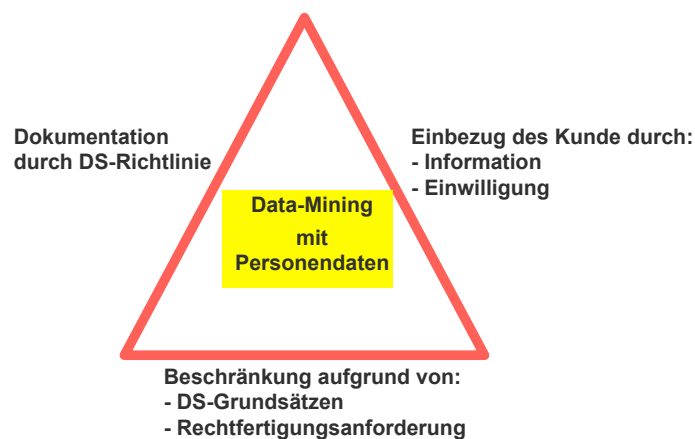 Dokumentation
durch DS-Richtlinie
Einbezug des Kunde durch:
- Information
- Einwilligung
Data-Mining
mit
Personendaten
Beschränkung aufgrund von:
- DS-Grundsätzen
- Rechtfertigungsanforderung